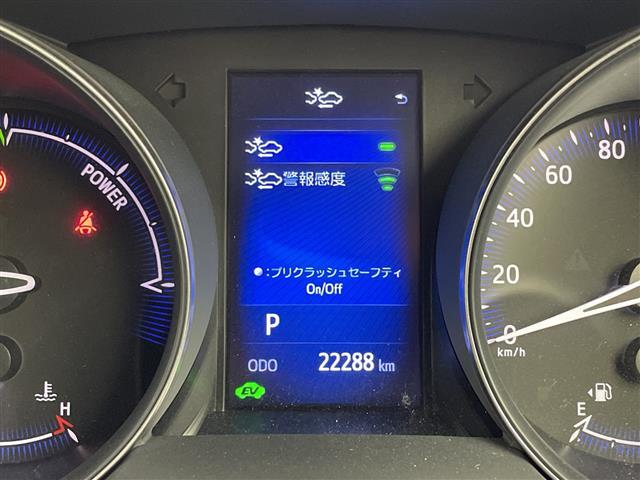 警報感度
:プリクラッシュセーフティ
On/Off
P
ODO 22288 km
EV
POWER
H
80
60
40
20
0
km/h
E